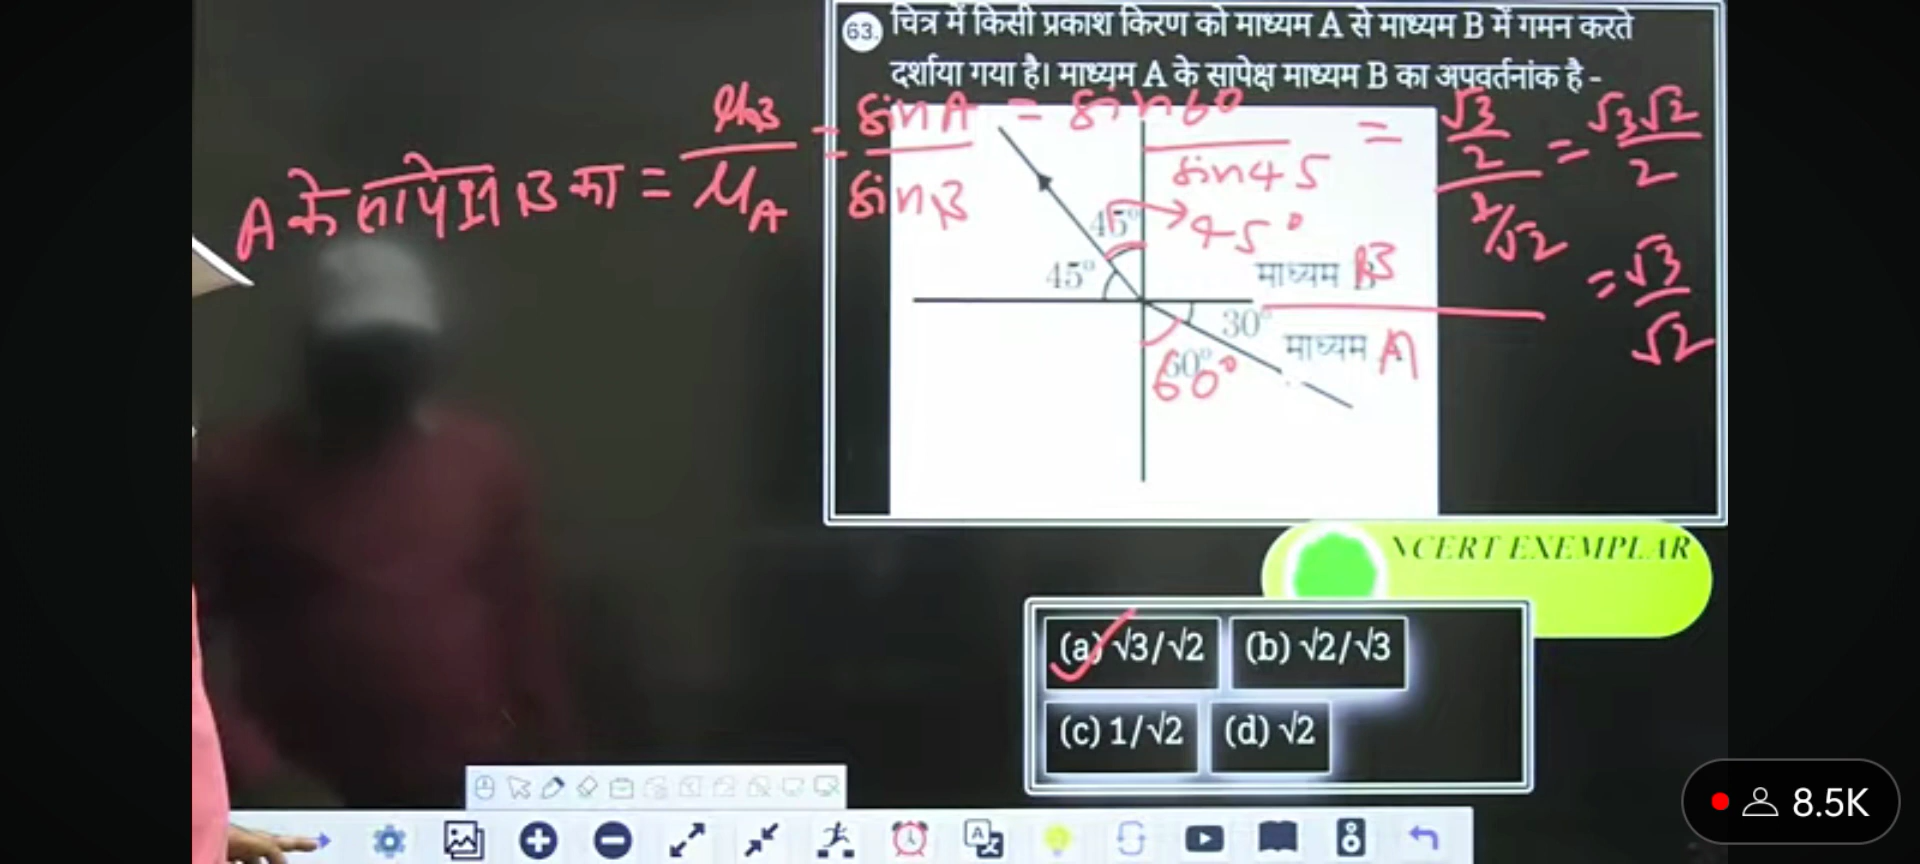 63. चित्र में किसी प्रकाश किरण को माध्यम A से माध्यम B में गमन करते
दर्शाया गया है। माध्यम A के सापेक्ष माध्यम B का अपवर्तनांक है -
A के सापेक्ष B का = μB/μA = sin A/sin B = sin 60/sin 45 = √3/2 / 2/√2 = √3√2/2
= √3/√2
45° → 45°
45°
माध्यम B
30°
माध्यम A
60° 60°
NCERT EXEMPLAR
(a) √3/√2 (b) √2/√3
(c) 1/√2 (d) √2
8.5K